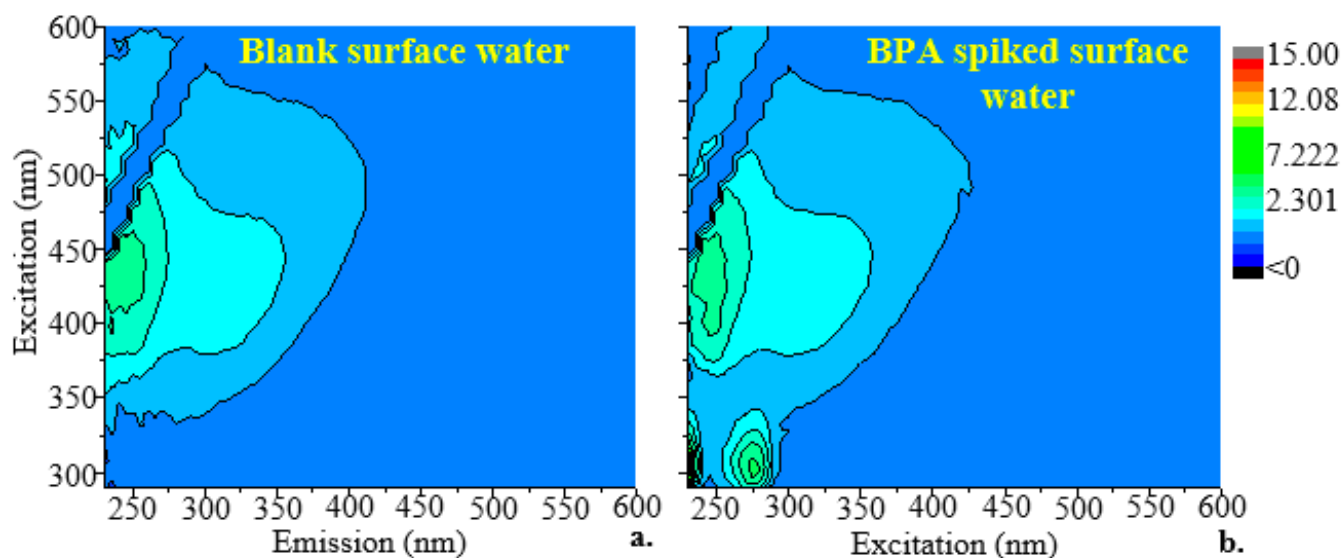 Blank surface water
BPA spiked surface
water
Excitation (nm)
600
550
500
450
400
350
300
250 300 350 400 450 500 550 600
Emission (nm)
a.
250 300 350 400 450 500 550 600
Excitation (nm)
b.
15.00
12.08
7.222
2.301
<0